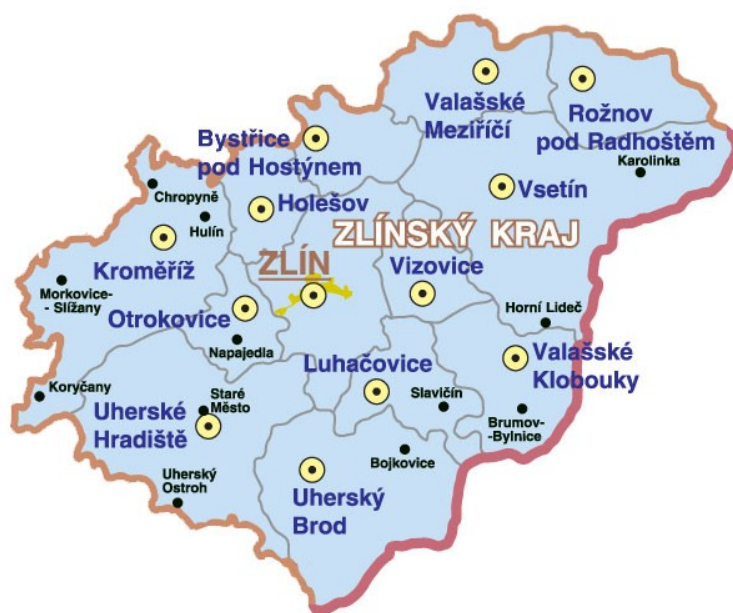 Valašské
Meziříčí
Rožnov
pod Radhoštěm
Karolinka
Bystřice
pod Hostýnem
Chropyně
Holešov
Vsetín
Hulín
ZLÍNSKÝ KRAJ
Kroměříž
ZLÍN
Vizovice
Morkovice-
- Slížany
Otrokovice
Horní Lideč
Napajedla
Luhačovice
Valašské
Klobouky
Koryčany
Staré
Město
Slavičín
Uherské
Hradiště
Brumov-
-Bylnice
Bojkovice
Uherský
Ostroh
Uherský
Brod